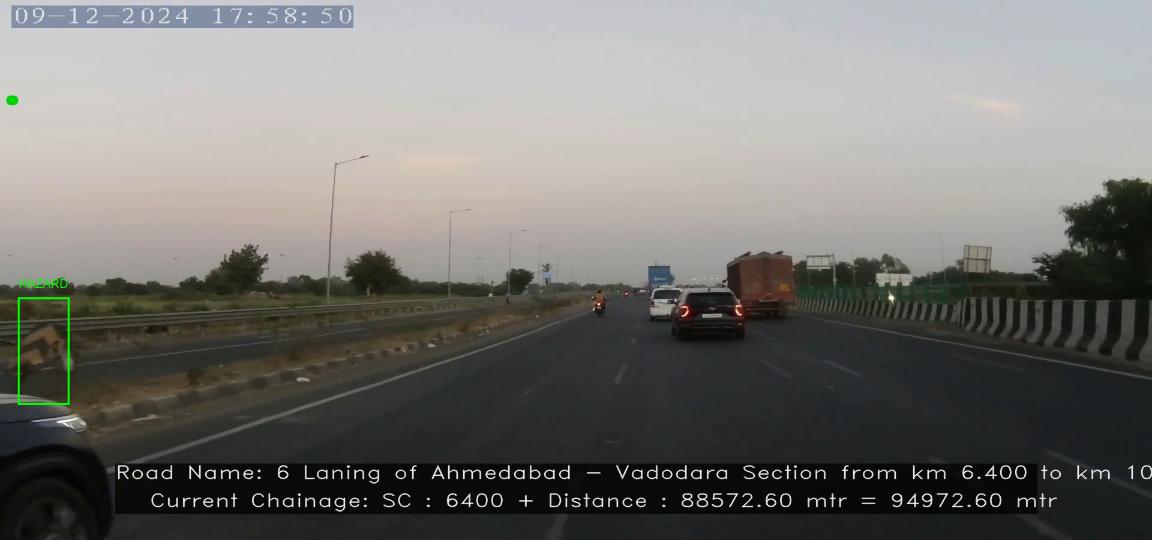 09-12-2024 17:58:50
HAZARD
Road Name: 6 Laning of Ahmedabad - Vadodara Section from km 6.400 to km 10
Current Chainage: SC : 6400 + Distance : 88572.60 mtr = 94972.60 mtr